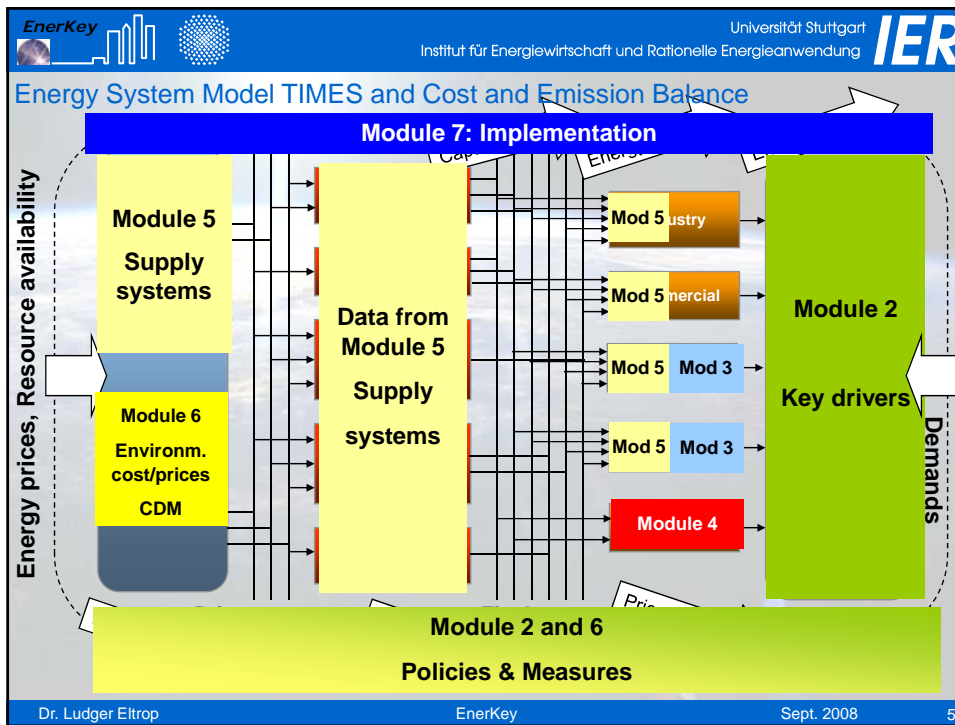 EnerKey
Universität Stuttgart
Institut für Energiewirtschaft und Rationelle Energieanwendung
IER
Energy System Model TIMES and Cost and Emission Balance
Module 7: Implementation
Energy prices, Resource availability
Module 5
Supply
systems
Module 6
Environm.
cost/prices
CDM
Data from
Module 5
Supply
systems
Mod 5
Mod 5
Mod 5 Mod 3
Mod 5 Mod 3
Module 4
Module 2
Key drivers
Demands
Module 2 and 6
Policies & Measures
Dr. Ludger Eltrop EnerKey Sept. 2008 5